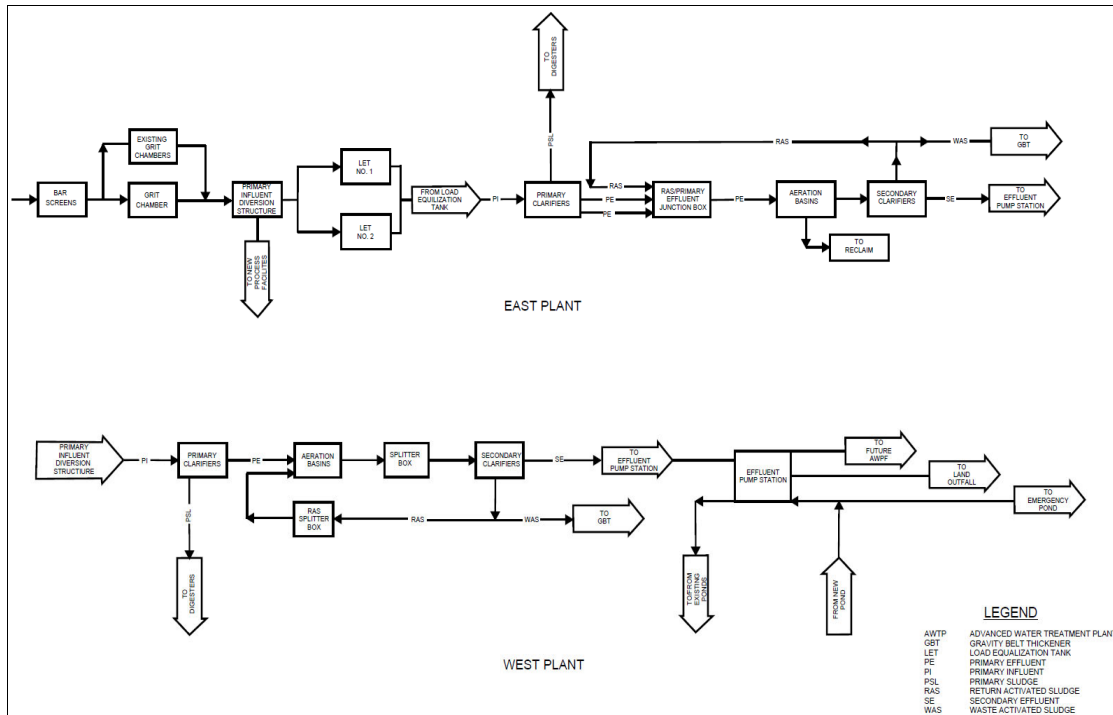 TO
DIGESTERS
PSL
EXISTING
GRIT
CHAMBERS
BAR
SCREENS
GRIT
CHAMBER
PRIMARY
INFLUENT
DIVERSION
STRUCTURE
TO NEW
PROCESS
FACILITES
LET
NO. 1
LET
NO. 2
FROM LOAD
EQUILIZATION
TANK
PI
PRIMARY
CLARIFIERS
RAS
RAS
PE
PE
RAS/PRIMARY
EFFLUENT
JUNCTION BOX
PE
AERATION
BASINS
TO
RECLAIM
SECONDARY
CLARIFIERS
WAS
TO
GBT
SE
TO
EFFLUENT
PUMP STATION
EAST PLANT
PRIMARY
INFLUENT
DIVERSION
STRUCTIURE
PI
PRIMARY
CLARIFIERS
PSL
TO
DIGESTERS
PE
AERATION
BASINS
SPLITTER
BOX
SECONDARY
CLARIFIERS
RAS
SPLITTER
BOX
RAS
WAS
TO
GBT
SE
TO
EFFLUENT
PUMP STATION
EFFLUENT
PUMP STATION
TO
FUTURE
AWPF
TO
LAND
OUTFALL
TO
EMERGENCY
POND
TO/FROM
EXISTING
PONDS
FROM NEW
POND
WEST PLANT
LEGEND
AWTP ADVANCED WATER TREATMENT PLANT
GBT GRAVITY BELT THICKENER
LET LOAD EQUALIZATION TANK
PE PRIMARY EFFLUENT
PI PRIMARY INFLUENT
PSL PRIMARY SLUDGE
RAS RETURN ACTIVATED SLUDGE
SE SECONDARY EFFLUENT
WAS WASTE ACTIVATED SLUDGE